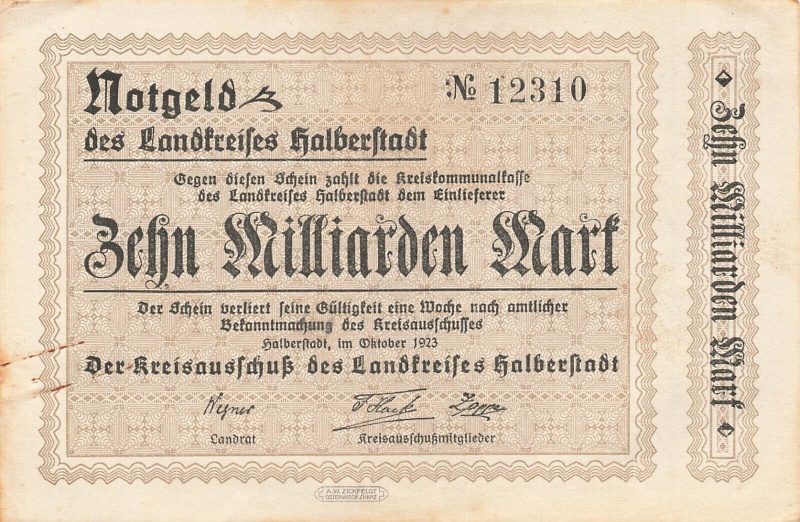 Notgeld
№ 12310
des Landkreises Halberstadt
Gegen diesen Schein zahlt die Kreiskommunalkasse
des Landkreises Halberstadt dem Einlieferer
Zehn Milliarden Mark
Der Schein verliert seine Gültigkeit eine Woche nach amtlicher
Bekanntmachung des Kreisausschusses
Halberstadt, im Oktober 1923
Der Kreisausschuß des Landkreises Halberstadt
Landrat
Kreisausschußmitglieder
A.W. ZICKFELDT
OSTERWIECK/HARZ
Zehn Milliarden Mark